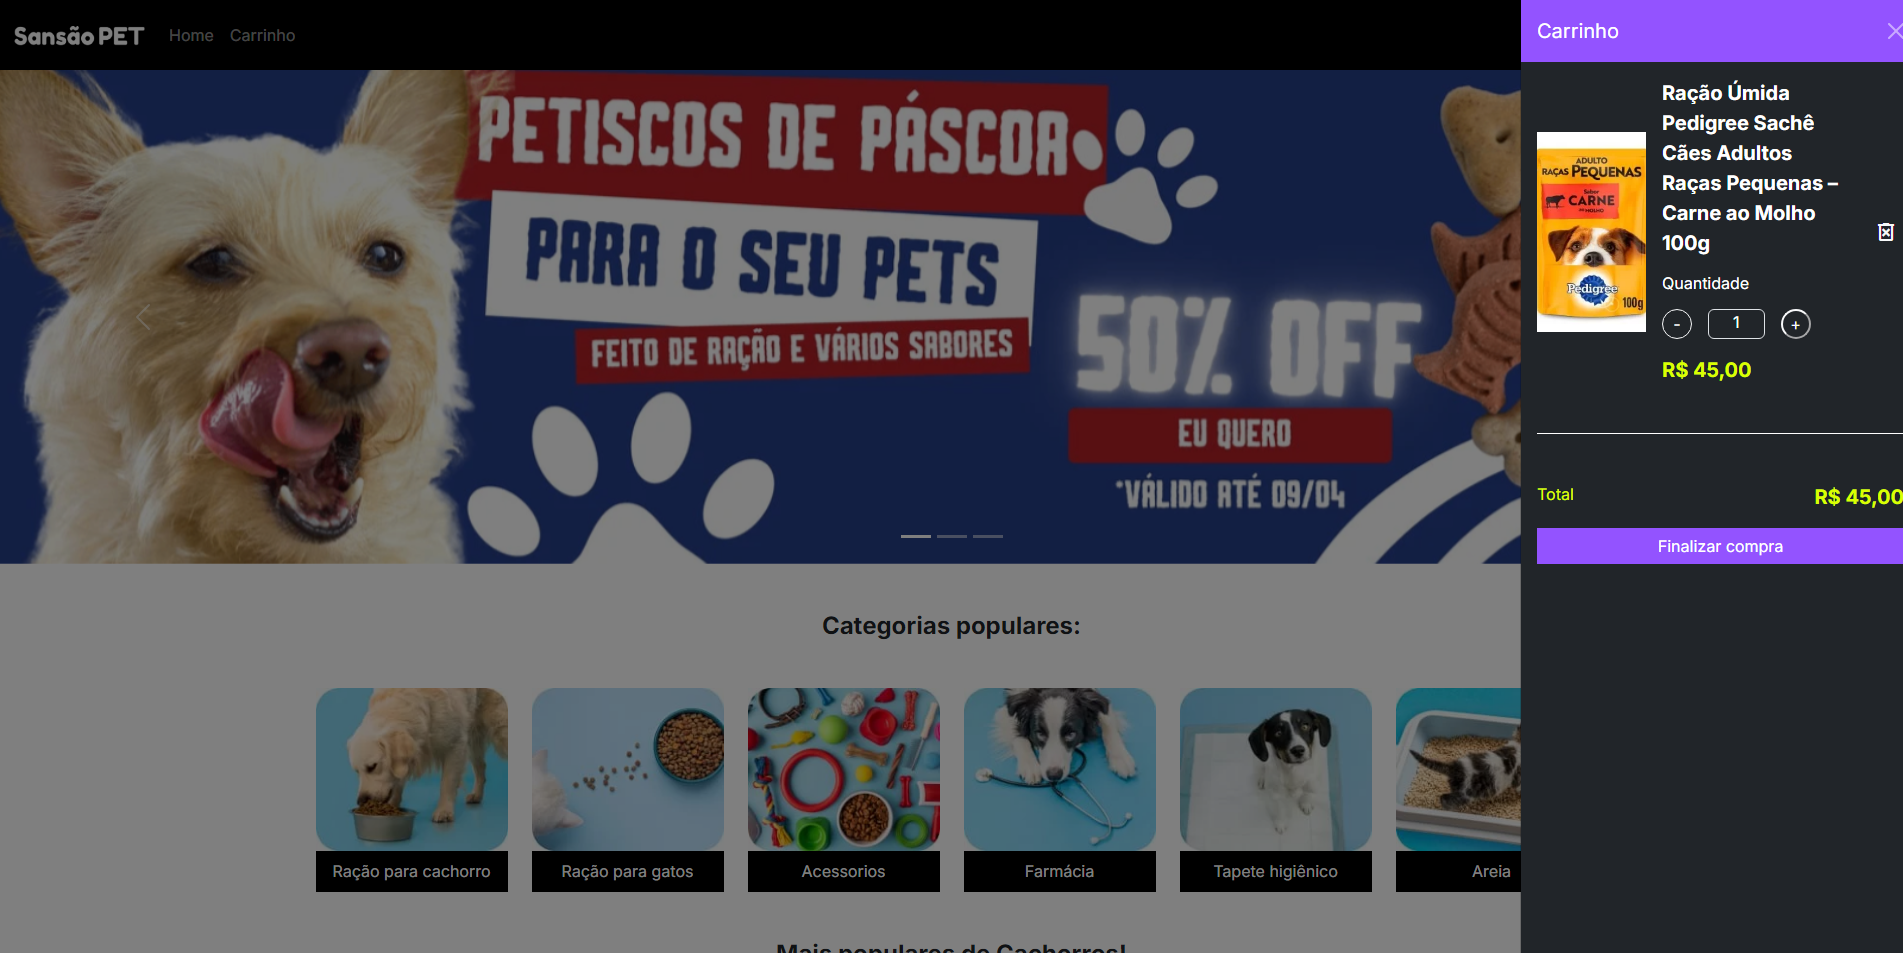 Sansão PET
Home
Carrinho
PETISCOS DE PÁSCOA
PARA O SEU PETS
FEITO DE RAÇÃO E VÁRIOS SABORES
50% OFF
EU QUERO
*VÁLIDO ATÉ 09/04
Categorias populares:
Ração para cachorro
Ração para gatos
Acessorios
Farmácia
Tapete higiênico
Areia
Mais populares de Cachorros!
Carrinho
ADULTO
RAÇAS PEQUENAS
Sabor
CARNE
AO MOLHO
Pedigree
100g
Ração Úmida
Pedigree Sachê
Cães Adultos
Raças Pequenas –
Carne ao Molho
100g
Quantidade
- 1 +
R$ 45,00
Total
R$ 45,00
Finalizar compra